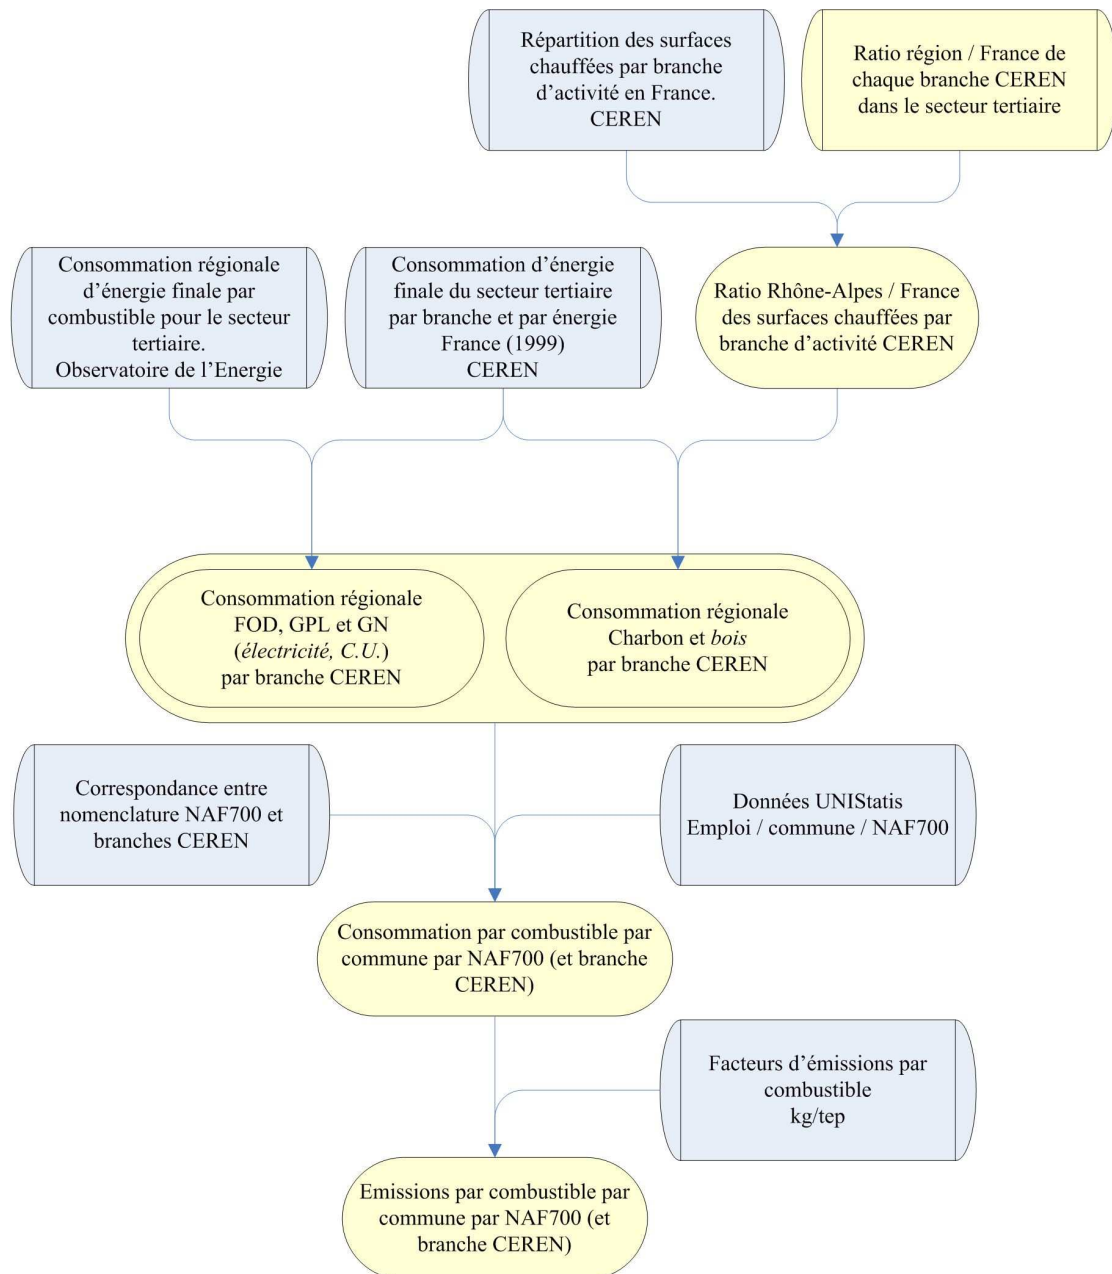 Répartition des surfaces
chauffées par branche
d’activité en France.
CEREN
Ratio région / France de
chaque branche CEREN
dans le secteur tertiaire
Consommation régionale
d’énergie finale par
combustible pour le secteur
tertiaire.
Observatoire de l’Energie
Consommation d’énergie
finale du secteur tertiaire
par branche et par énergie
France (1999)
CEREN
Ratio Rhône-Alpes / France
des surfaces chauffées par
branche d’activité CEREN
Consommation régionale
FOD, GPL et GN
(électricité, C.U.)
par branche CEREN
Consommation régionale
Charbon et bois
par branche CEREN
Correspondance entre
nomenclature NAF700 et
branches CEREN
Données UNIStatis
Emploi / commune / NAF700
Consommation par combustible par
commune par NAF700 (et branche
CEREN)
Facteurs d’émissions par
combustible
kg/tep
Emissions par combustible par
commune par NAF700 (et
branche CEREN)